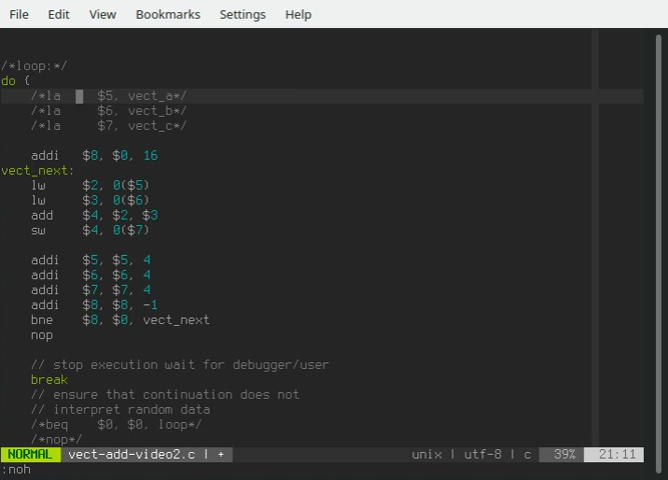 File Edit View Bookmarks Settings Help
/*loop:*/
do {
/*la $5, vect_a*/
/*la $6, vect_b*/
/*la $7, vect_c*/
addi $8, $0, 16
vect_next:
lw $2, 0($5)
lw $3, 0($6)
add $4, $2, $3
sw $4, 0($7)
addi $5, $5, 4
addi $6, $6, 4
addi $7, $7, 4
addi $8, $8, -1
bne $8, $0, vect_next
nop
// stop execution wait for debugger/user
break
// ensure that continuation does not
// interpret random data
/*beq $0, $0, loop*/
/*nop*/
NORMAL vect-add-video2.c | + unix | utf-8 | c 39% 21:11
:noh